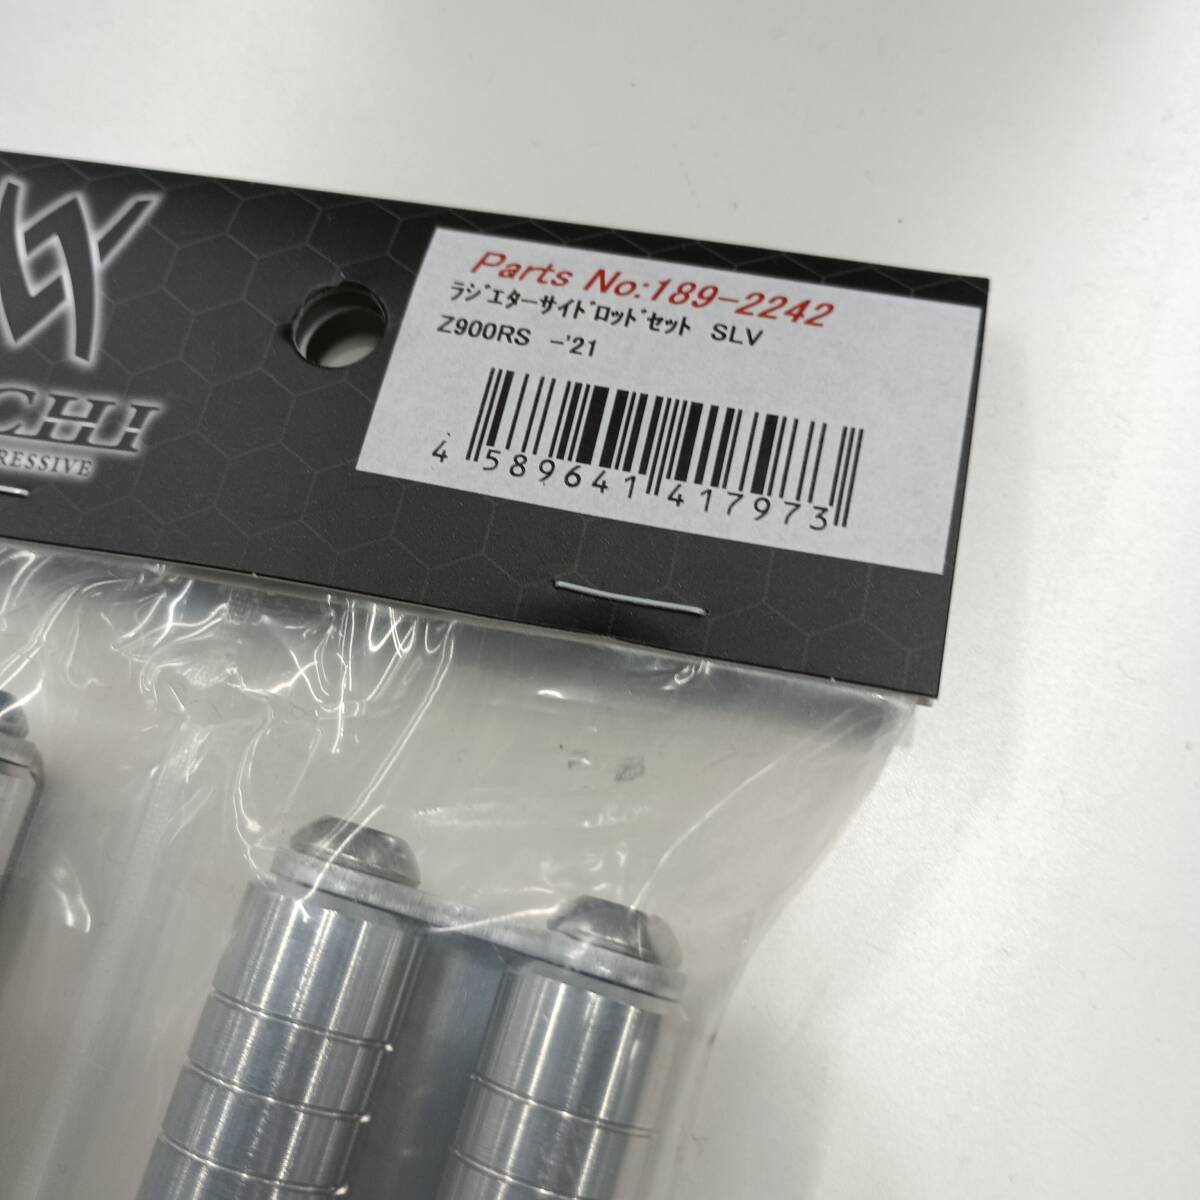 Parts No:189-2242
ﾗｼﾞｴﾀｰｻｲﾄﾞﾛｯﾄﾞｾｯﾄ SLV
Z900RS -'21
4 589641 417973
CHI
RESSIVE